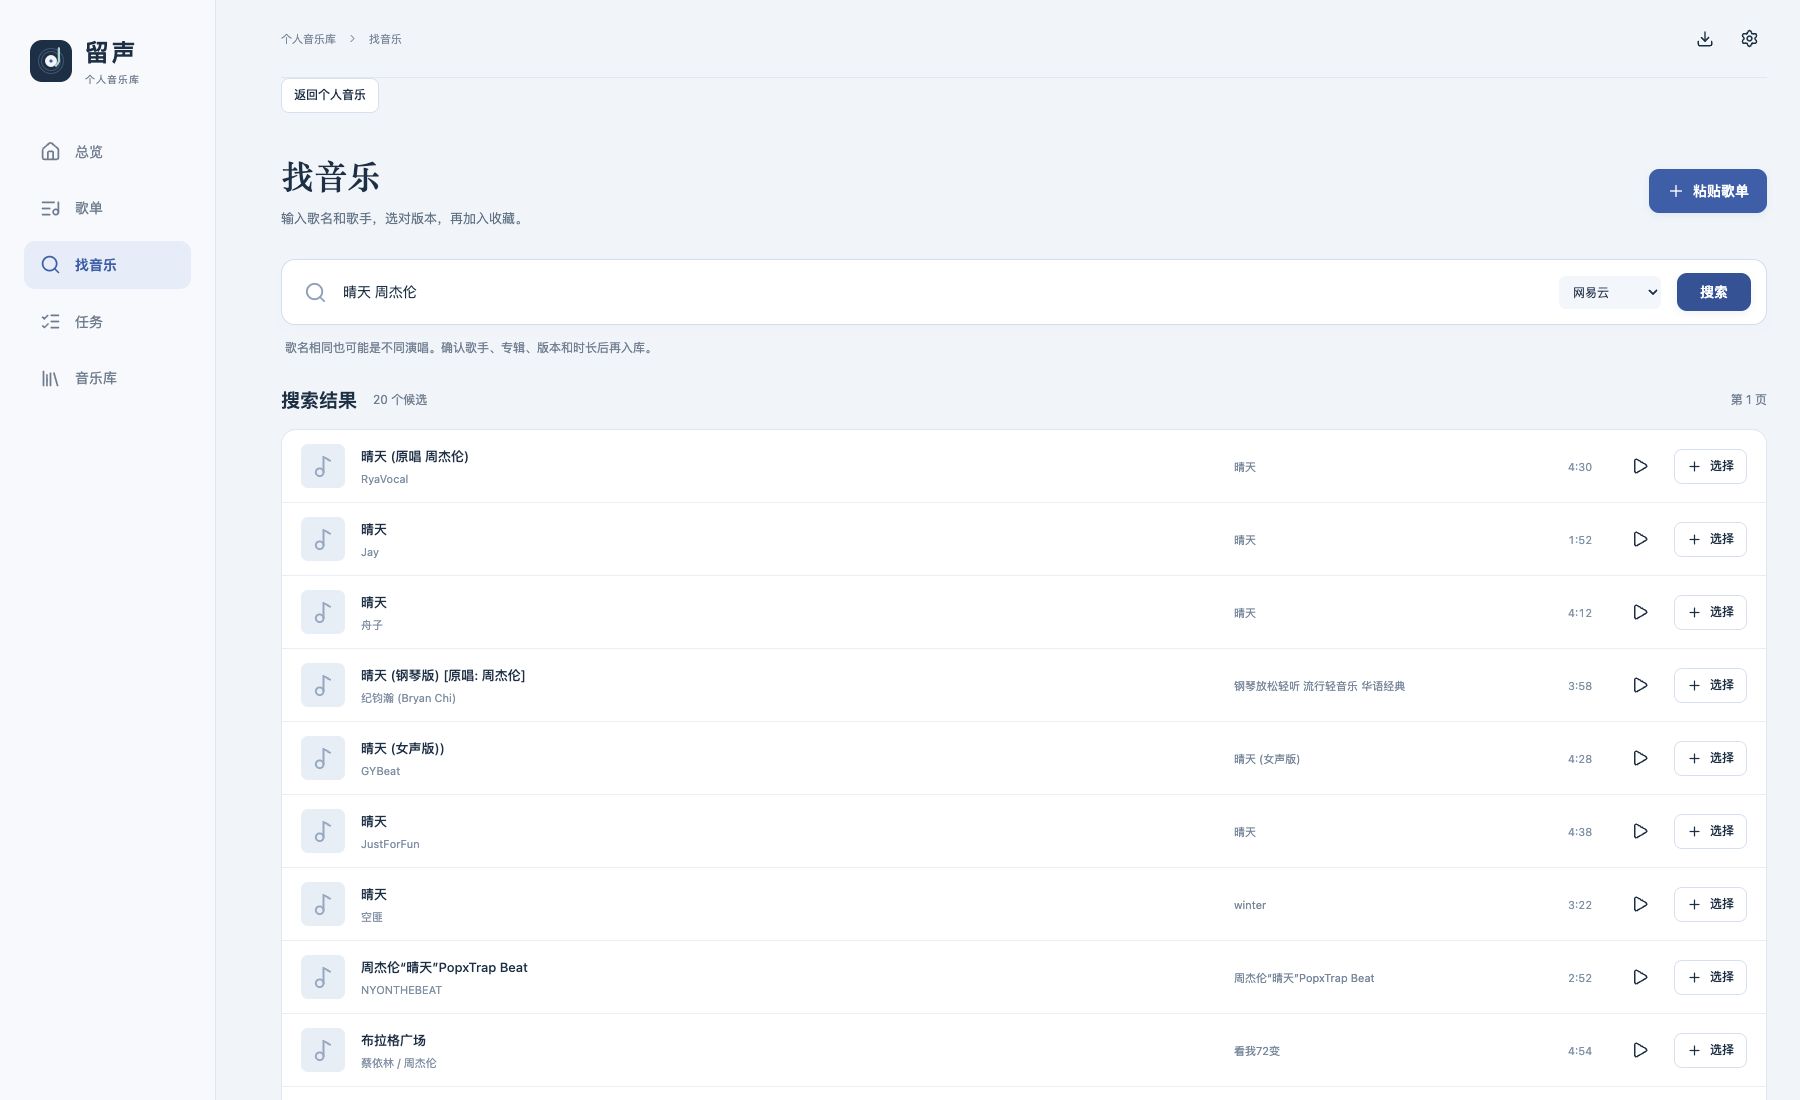 留声
个人音乐库
总览
歌单
找音乐
任务
音乐库
个人音乐库 > 找音乐
返回个人音乐
找音乐
输入歌名和歌手，选对版本，再加入收藏。
粘贴歌单
晴天 周杰伦
网易云
搜索
歌名相同也可能是不同演唱。确认歌手、专辑、版本和时长后再入库。
搜索结果 20 个候选
第 1 页
晴天 (原唱 周杰伦)
RyaVocal
晴天
4:30
选择
晴天
Jay
晴天
1:52
选择
晴天
舟子
晴天
4:12
选择
晴天 (钢琴版) [原唱: 周杰伦]
纪钧瀚 (Bryan Chi)
钢琴放松轻听 流行轻音乐 华语经典
3:58
选择
晴天 (女声版))
GYBeat
晴天 (女声版)
4:28
选择
晴天
JustForFun
晴天
4:38
选择
晴天
空匪
winter
3:22
选择
周杰伦“晴天”PopxTrap Beat
NYONTHEBEAT
周杰伦“晴天”PopxTrap Beat
2:52
选择
布拉格广场
蔡依林 / 周杰伦
看我72变
4:54
选择